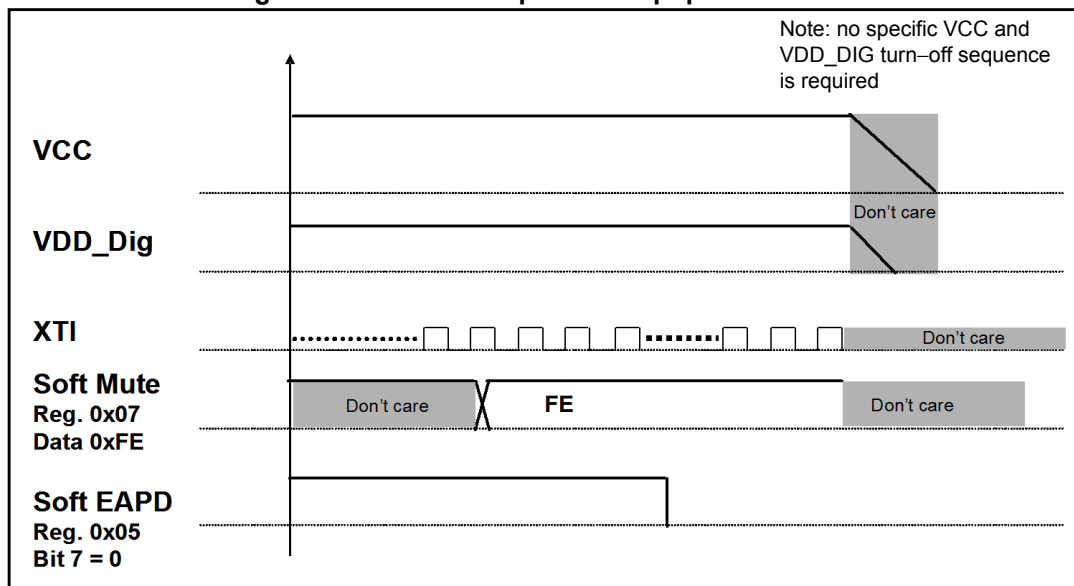 Note: no specific VCC and
VDD_DIG turn–off sequence
is required
VCC
Don't care
VDD_Dig
XTI
Don't care
Soft Mute
Reg. 0x07
Data 0xFE
Don't care
FE
Don't care
Soft EAPD
Reg. 0x05
Bit 7 = 0